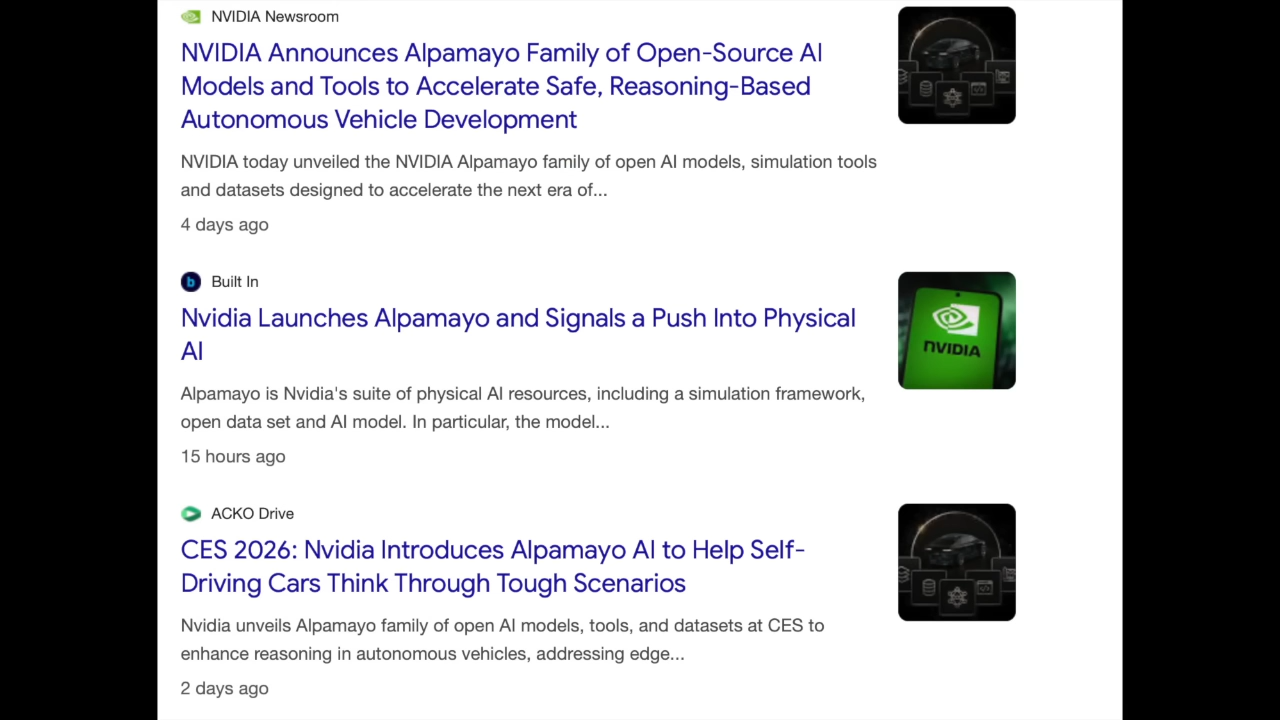 NVIDIA Newsroom
NVIDIA Announces Alpamayo Family of Open-Source AI
Models and Tools to Accelerate Safe, Reasoning-Based
Autonomous Vehicle Development
NVIDIA today unveiled the NVIDIA Alpamayo family of open AI models, simulation tools
and datasets designed to accelerate the next era of...
4 days ago
b Built In
Nvidia Launches Alpamayo and Signals a Push Into Physical
AI
Alpamayo is Nvidia's suite of physical AI resources, including a simulation framework,
open data set and AI model. In particular, the model...
15 hours ago
NVIDIA
ACKO Drive
CES 2026: Nvidia Introduces Alpamayo AI to Help Self-
Driving Cars Think Through Tough Scenarios
Nvidia unveils Alpamayo family of open AI models, tools, and datasets at CES to
enhance reasoning in autonomous vehicles, addressing edge...
2 days ago